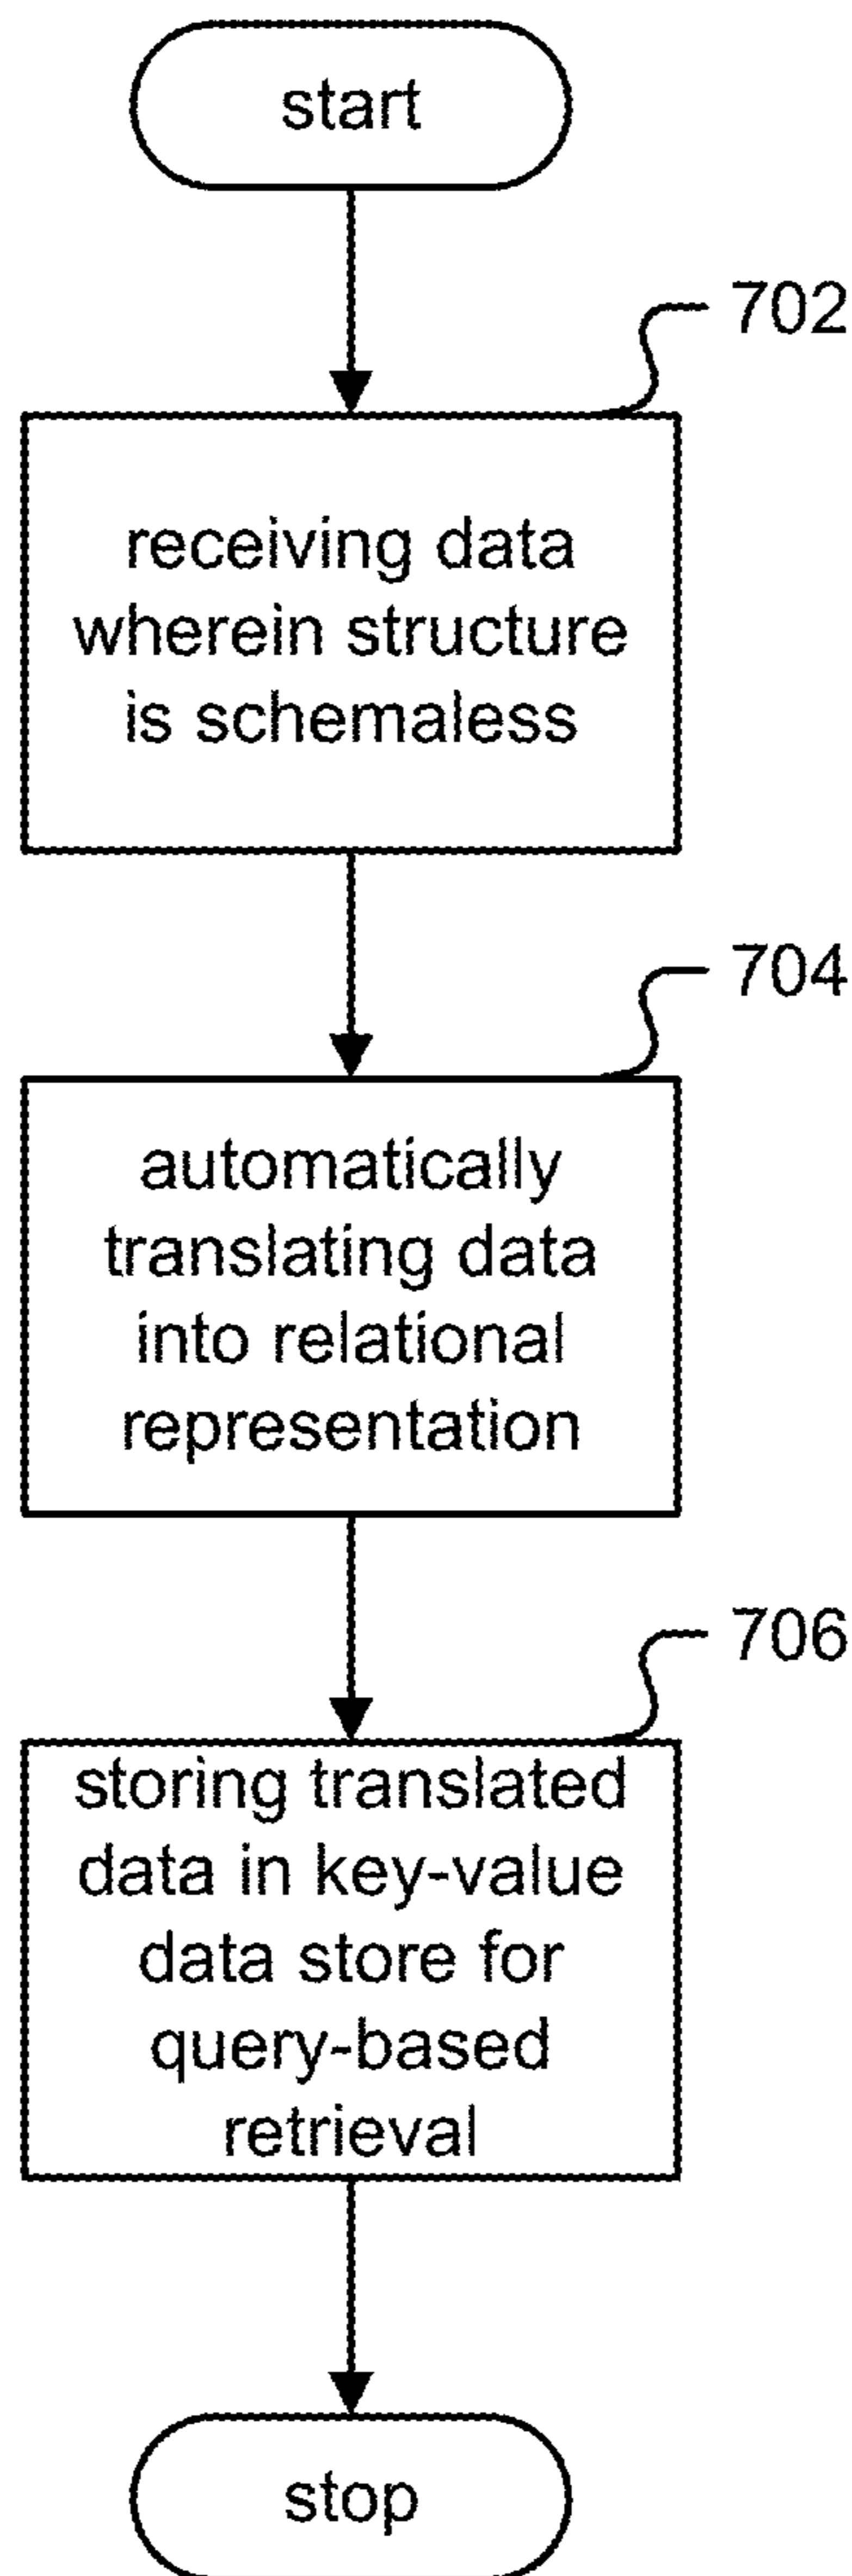 start
702
receiving data
wherein structure
is schemaless
704
automatically
translating data
into relational
representation
706
storing translated
data in key-value
data store for
query-based
retrieval
stop